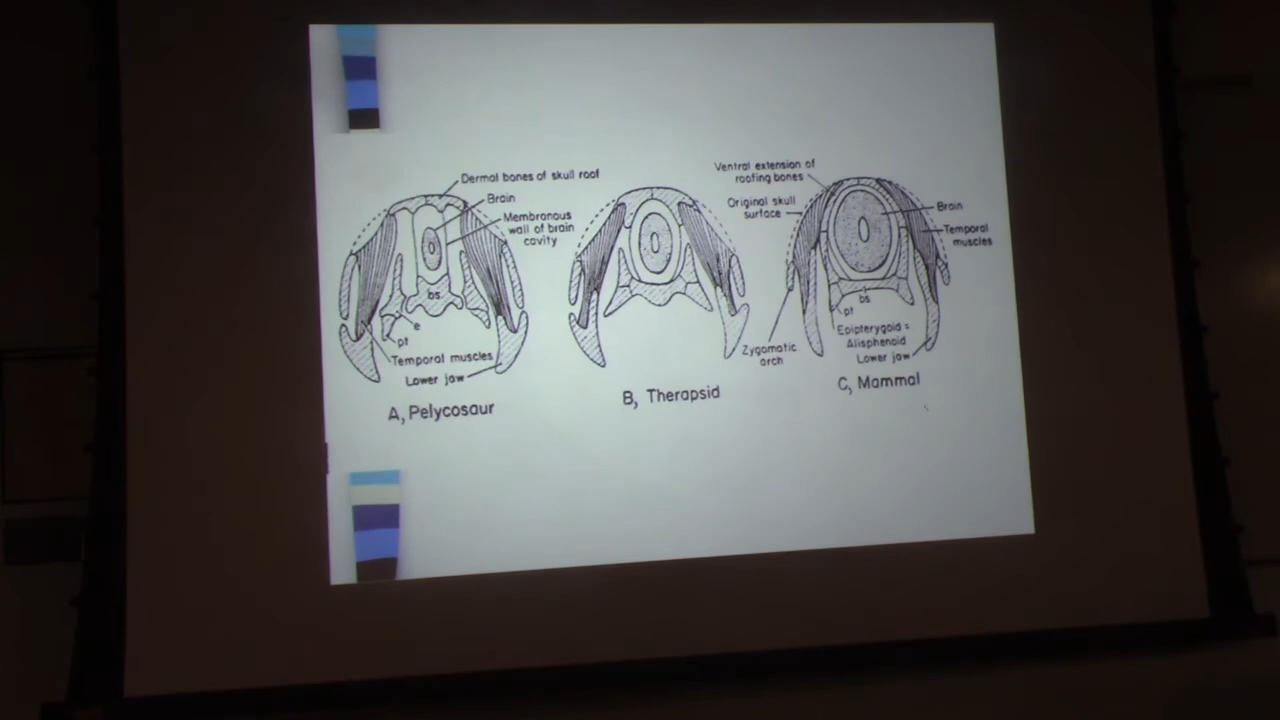 Dermal bones of skull roof
Brain
Membranous
wall of brain
cavity
bs
e
pt
Temporal muscles
Lower jaw
A, Pelycosaur
B, Therapsid
Ventral extension of
roofing bones
Original skull
surface
Brain
Temporal
muscles
bs
pt
Epipterygoid =
Alisphenoid
Lower jaw
Zygomatic
arch
C, Mammal